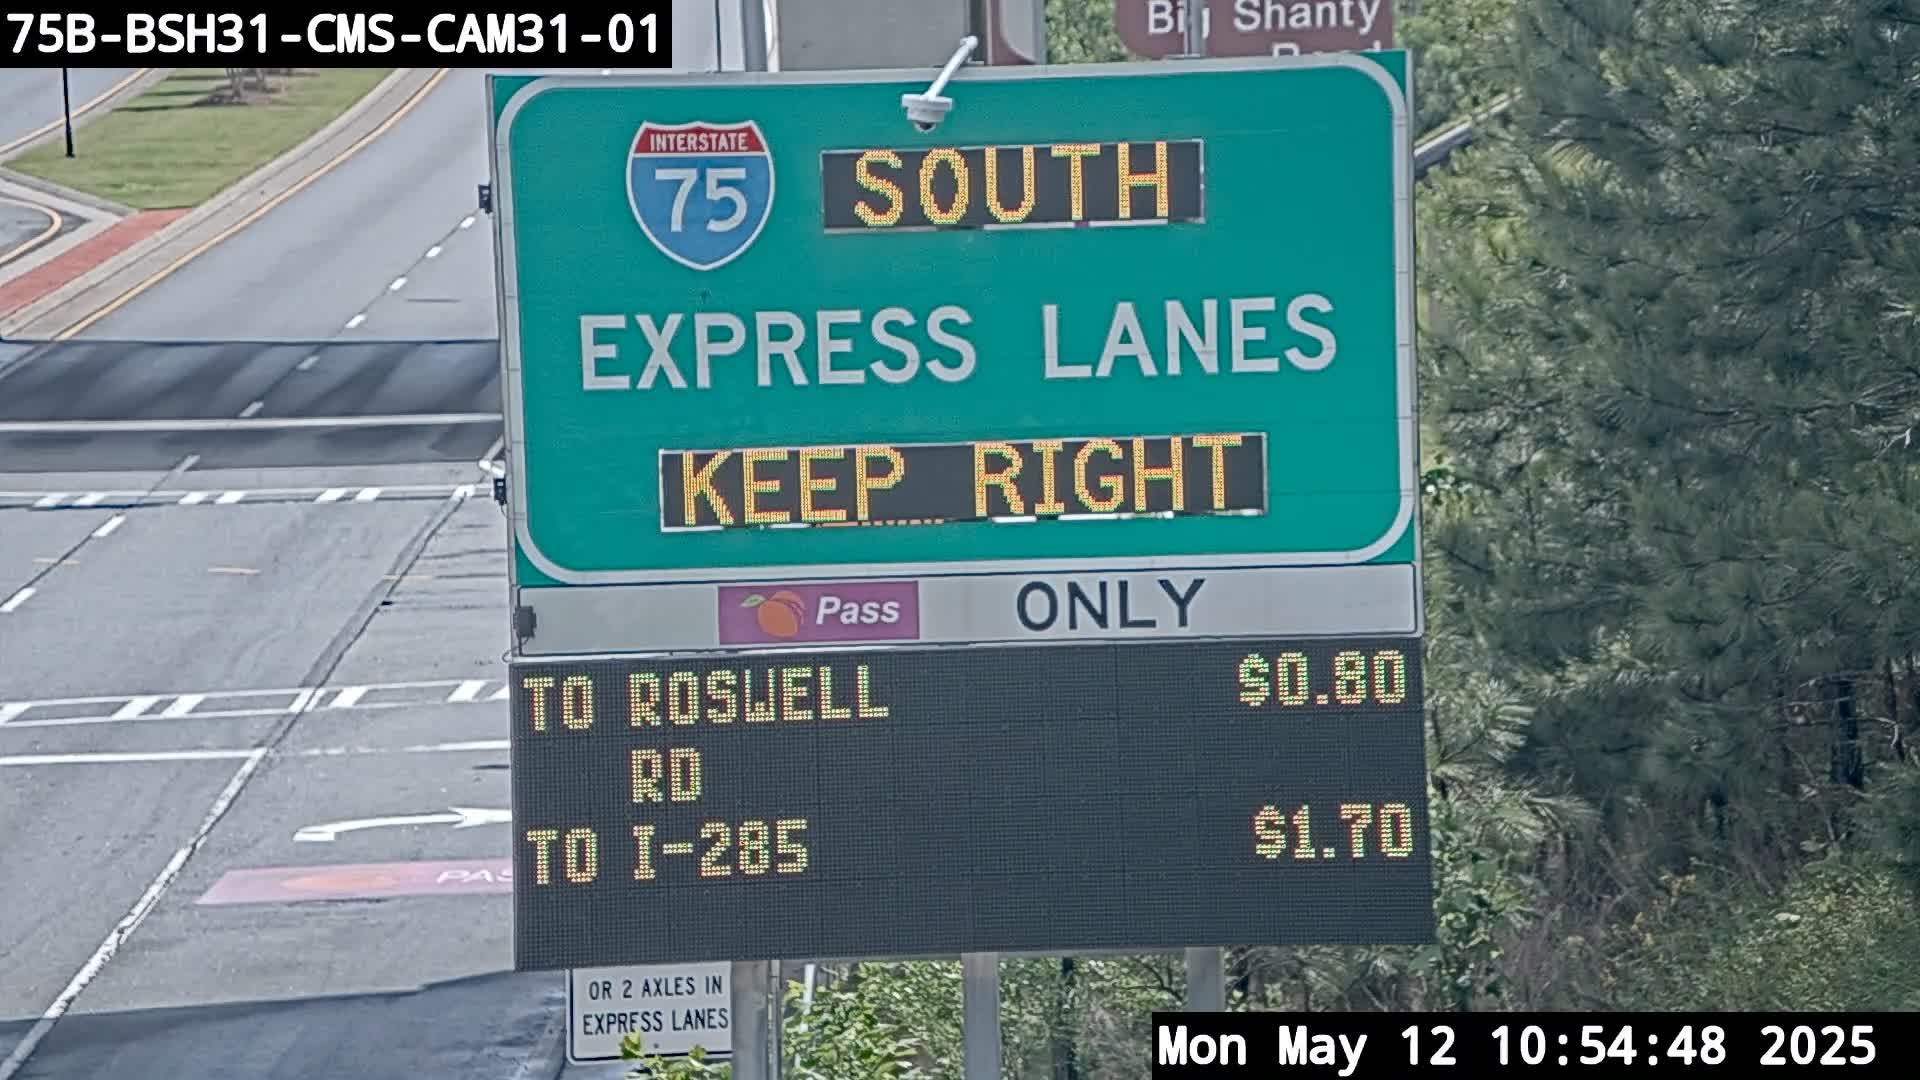 75B-BSH31-CMS-CAM31-01
Big Shanty
Road
INTERSTATE
75
SOUTH
EXPRESS LANES
KEEP RIGHT
Pass ONLY
TO ROSWELL $0.80
RD
TO I-285 $1.70
PAS
OR 2 AXLES IN
EXPRESS LANES
Mon May 12 10:54:48 2025